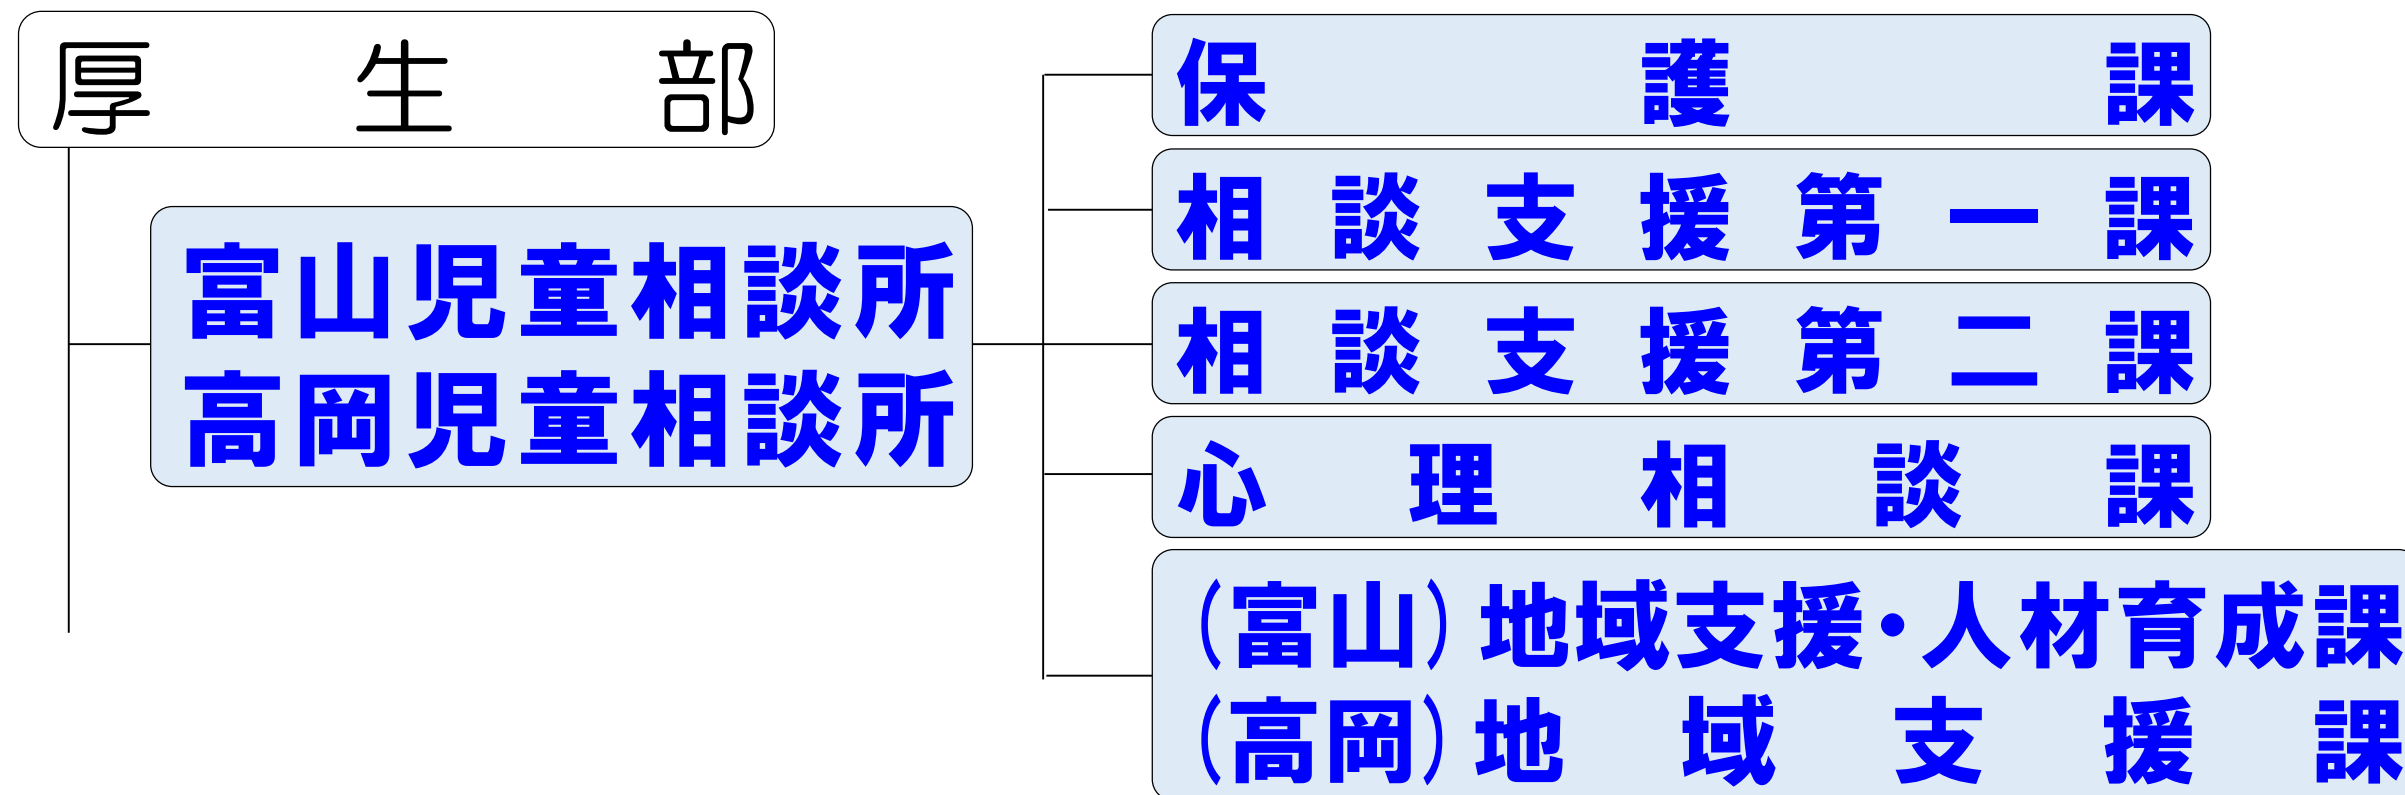 厚生部
富山児童相談所
高岡児童相談所
保護課
相談支援第一課
相談支援第二課
心理相談課
(富山)地域支援・人材育成課
(高岡)地域支援課